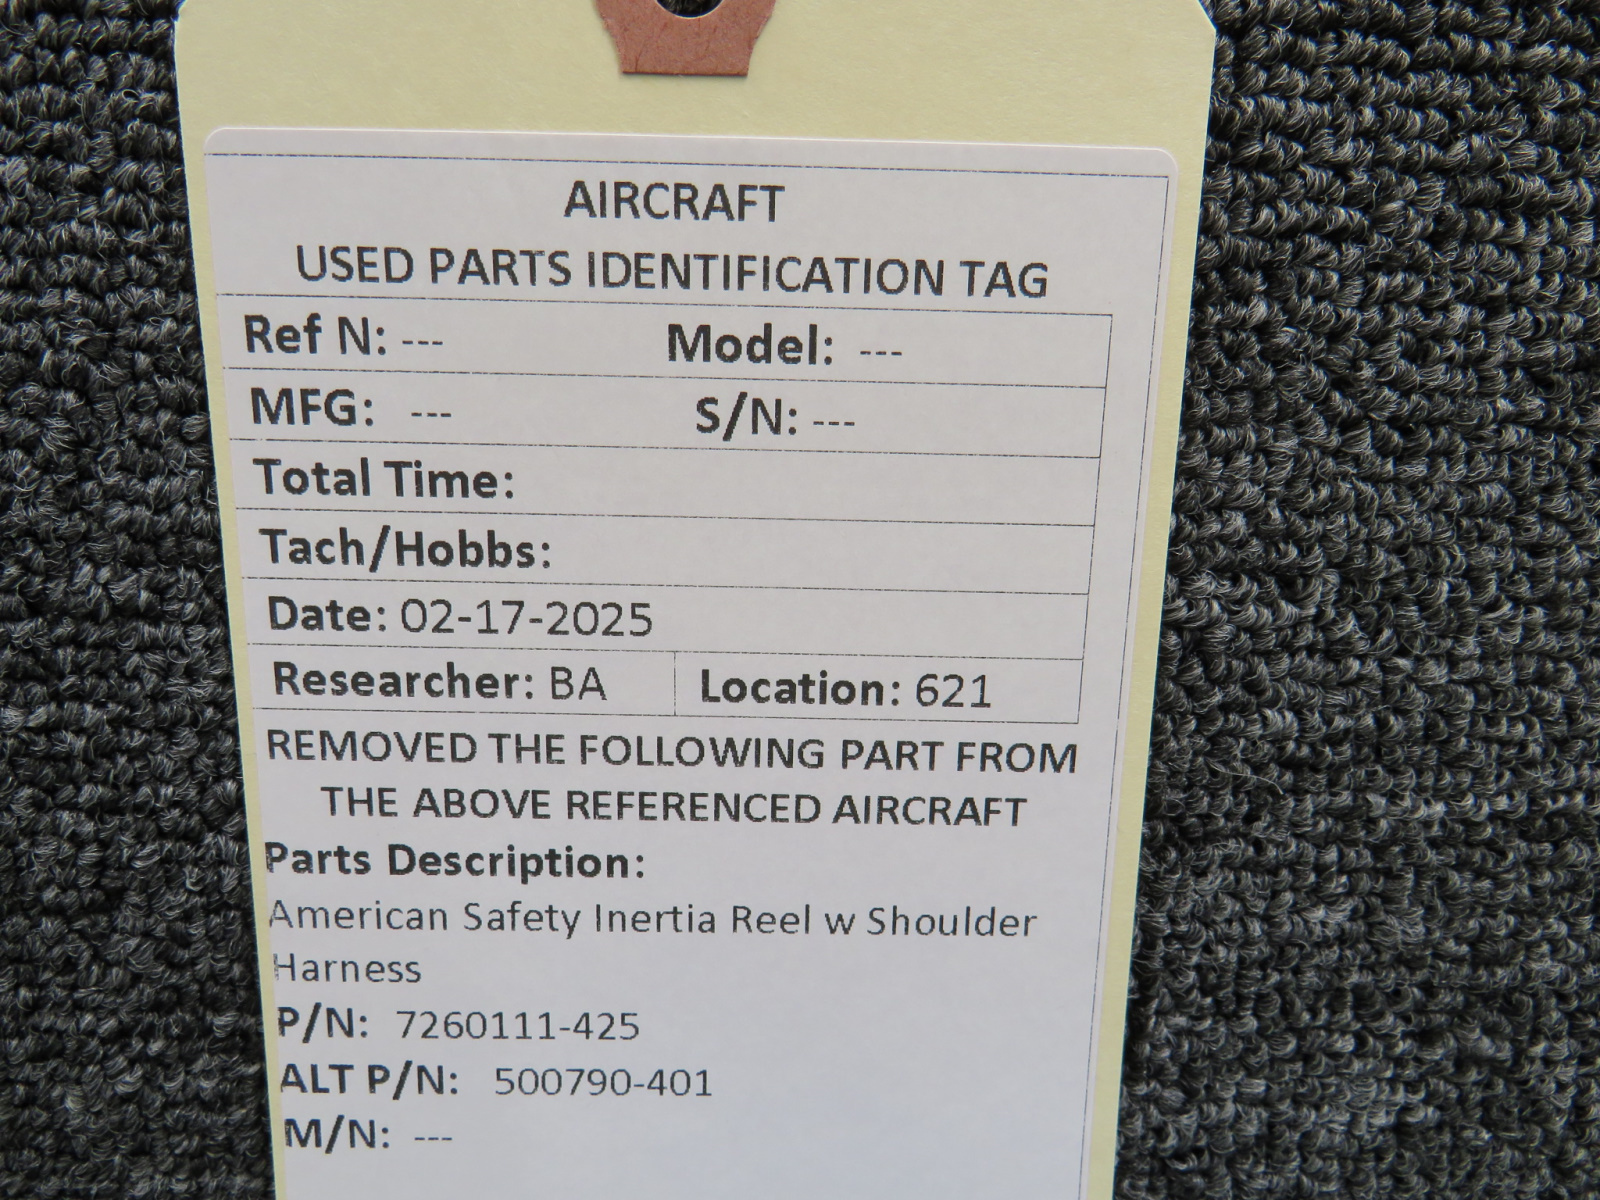 AIRCRAFT
USED PARTS IDENTIFICATION TAG
Ref N: --- Model: ---
MFG: --- S/N: ---
Total Time:
Tach/Hobbs:
Date: 02-17-2025
Researcher: BA Location: 621
REMOVED THE FOLLOWING PART FROM
THE ABOVE REFERENCED AIRCRAFT
Parts Description:
American Safety Inertia Reel w Shoulder
Harness
P/N: 7260111-425
ALT P/N: 500790-401
M/N: ---